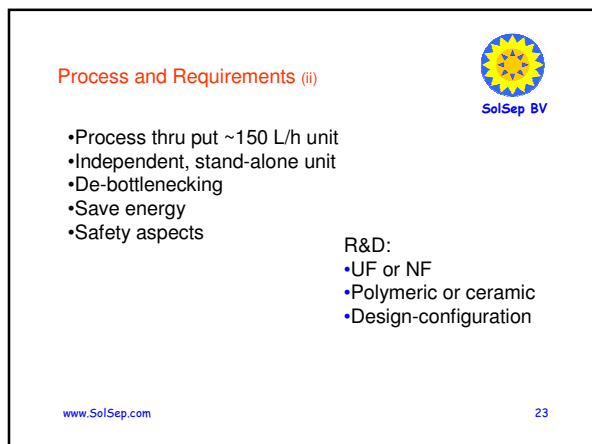 Process and Requirements (ii)
SolSep BV
•Process thru put ~150 L/h unit
•Independent, stand-alone unit
•De-bottlenecking
•Save energy
•Safety aspects
R&D:
•UF or NF
•Polymeric or ceramic
•Design-configuration
www.SolSep.com
23